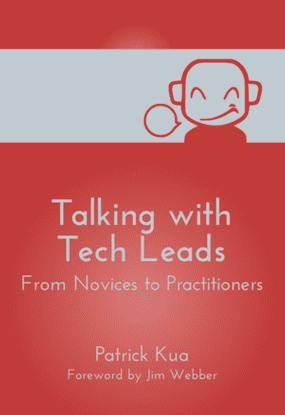 Talking with
Tech Leads
From Novices to Practitioners
Patrick Kua
Foreword by Jim Webber